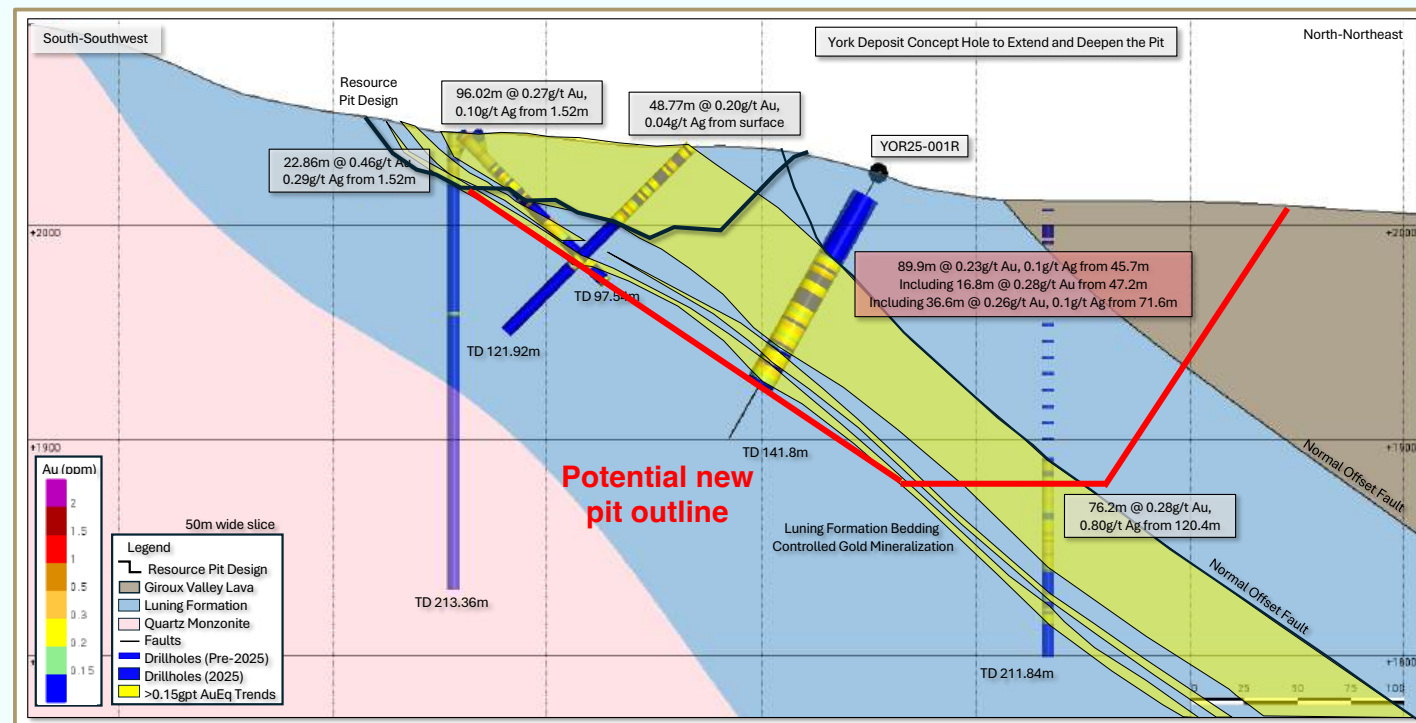 South-Southwest
York Deposit Concept Hole to Extend and Deepen the Pit
North-Northeast
Resource
Pit Design
96.02m @ 0.27g/t Au,
0.10g/t Ag from 1.52m
48.77m @ 0.20g/t Au,
0.04g/t Ag from surface
YOR25-001R
22.86m @ 0.46g/t Au,
0.29g/t Ag from 1.52m
+2000
+2000
89.9m @ 0.23g/t Au, 0.1g/t Ag from 45.7m
Including 16.8m @ 0.28g/t Au from 47.2m
Including 36.6m @ 0.26g/t Au, 0.1g/t Ag from 71.6m
TD 97.54m
TD 121.92m
+1900
+1900
TD 141.8m
Normal Offset Fault
Potential new
pit outline
76.2m @ 0.28g/t Au,
0.80g/t Ag from 120.4m
Luning Formation Bedding
Controlled Gold Mineralization
Normal Offset Fault
Au (ppm)
2
1.5
1
0.5
0.3
0.2
0.15
50m wide slice
Legend
Resource Pit Design
Giroux Valley Lava
Luning Formation
Quartz Monzonite
Faults
Drillholes (Pre-2025)
Drillholes (2025)
>0.15gpt AuEq Trends
TD 213.36m
TD 211.84m
+1800
0 25 50 75 100